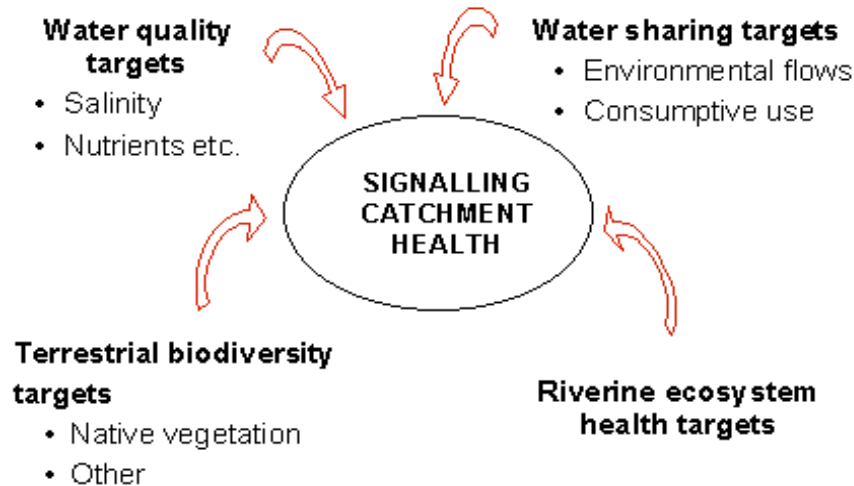 Water quality
targets
• Salinity
• Nutrients etc.
Water sharing targets
• Environmental flows
• Consumptive use
SIGNALLING
CATCHMENT
HEALTH
Terrestrial biodiversity
targets
• Native vegetation
• Other
Riverine ecosystem
health targets